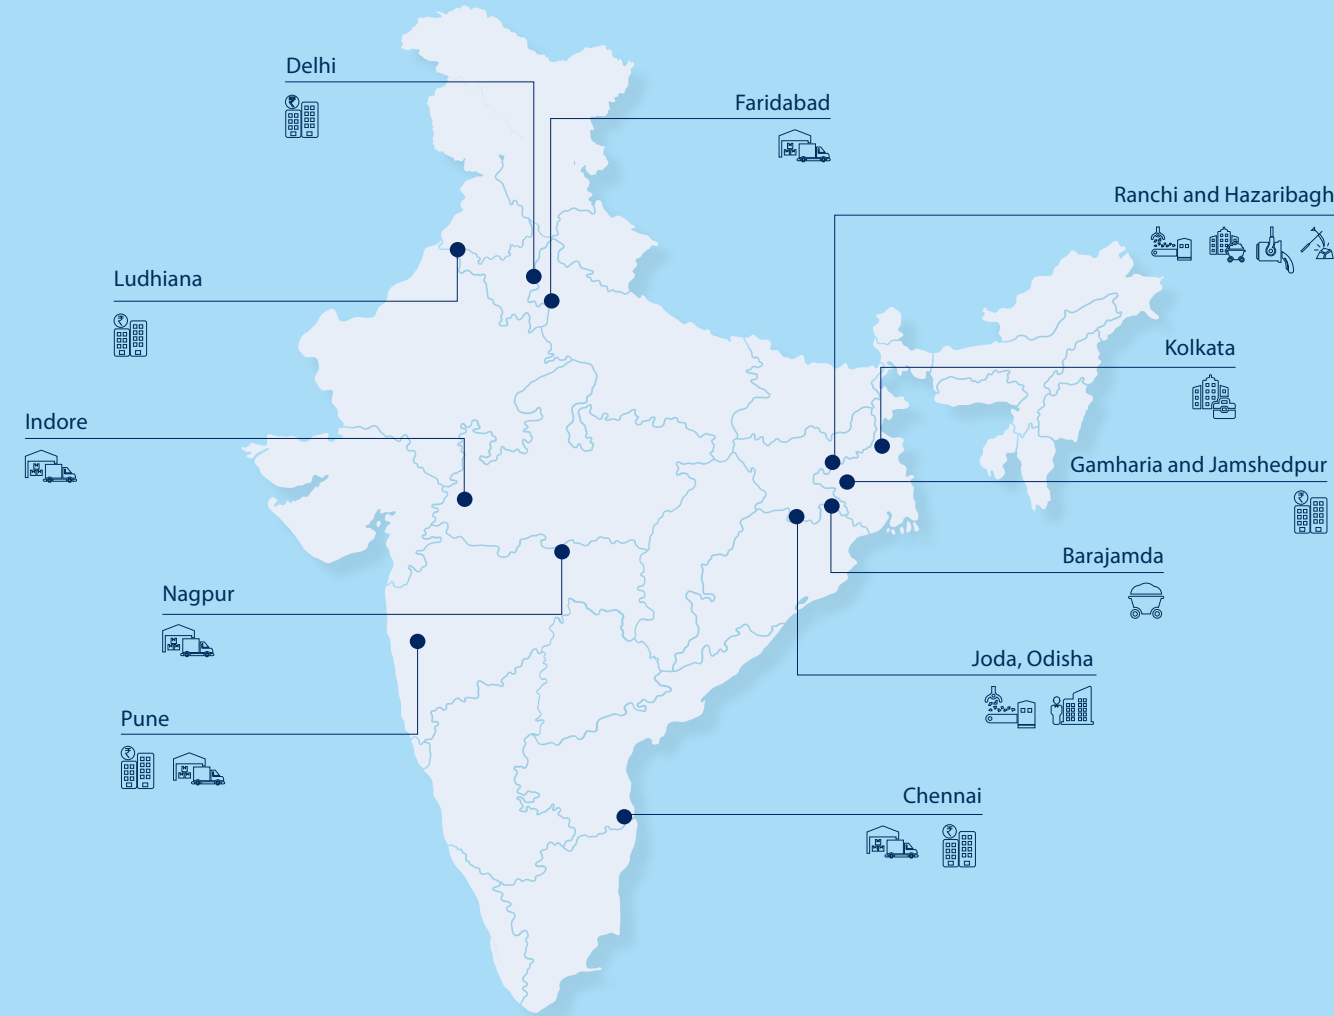 Delhi
Faridabad
Ranchi and Hazaribagh
Ludhiana
Kolkata
Indore
Gamharia and Jamshedpur
Barajamda
Nagpur
Joda, Odisha
Pune
Chennai